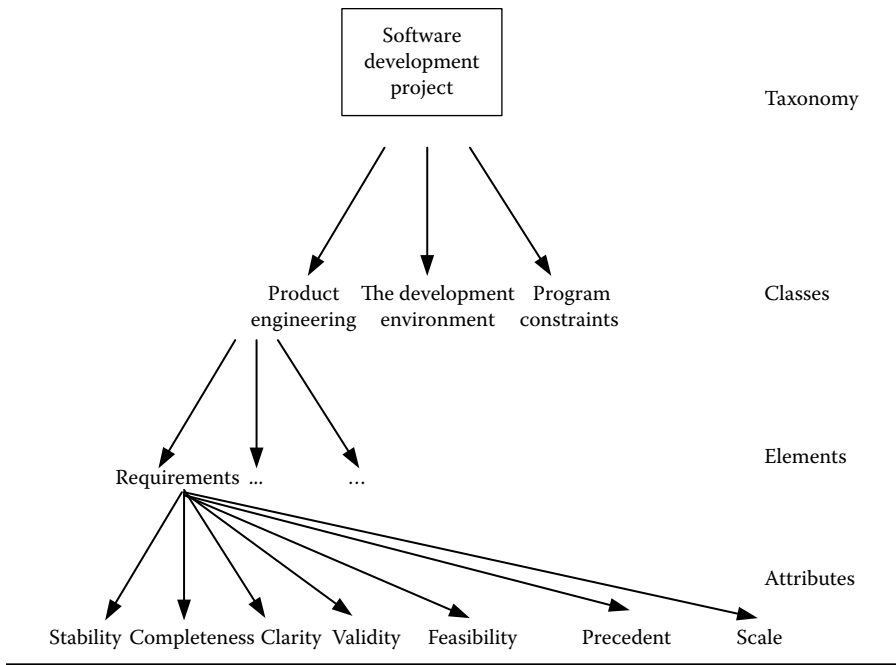 Software
development
project
Taxonomy
Product
engineering
The development
environment
Program
constraints
Classes
Requirements
...
...
Elements
Attributes
Stability
Completeness
Clarity
Validity
Feasibility
Precedent
Scale